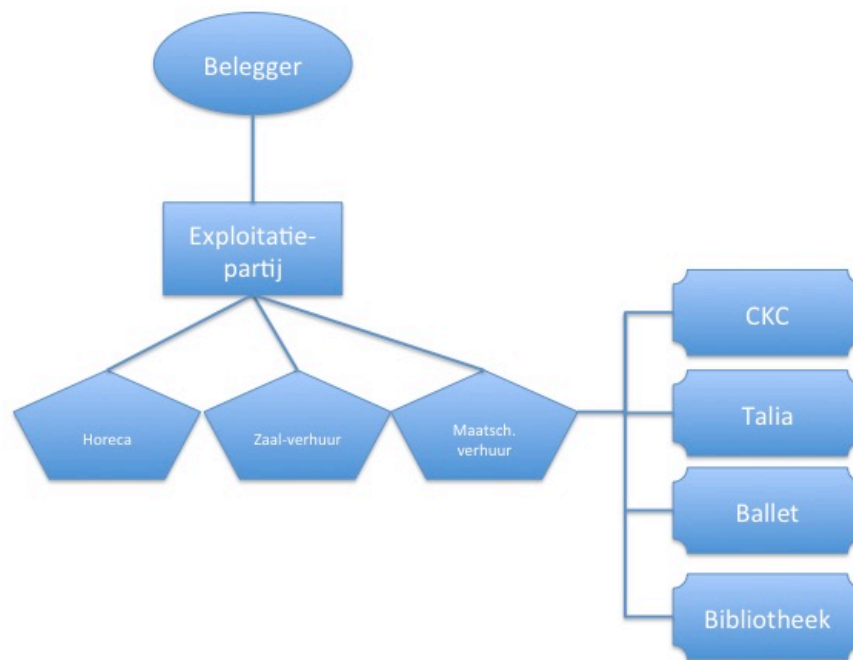 Belegger
Exploitatie-
partij
Horeca
Zaal-verhuur
Maatsch.
verhuur
CKC
Talia
Ballet
Bibliotheek